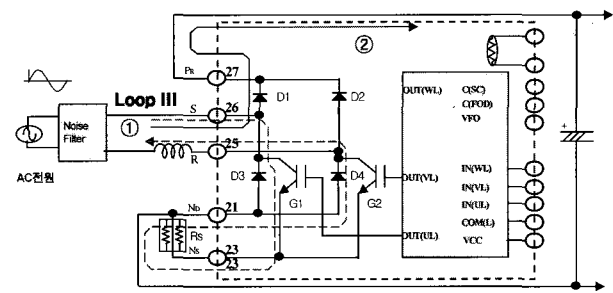 ②
PR
27
D1
D2
OUT(WL)
C(SC)
C(FOD)
VFO
Loop III
S
26
①
Noise
Filter
R
25
AC전원
D3
D4
G1
G2
OUT(VL)
IN(WL)
IN(VL)
IN(UL)
COM(L)
VCC
ND
21
RS
NS
23
23
OUT(UL)
+